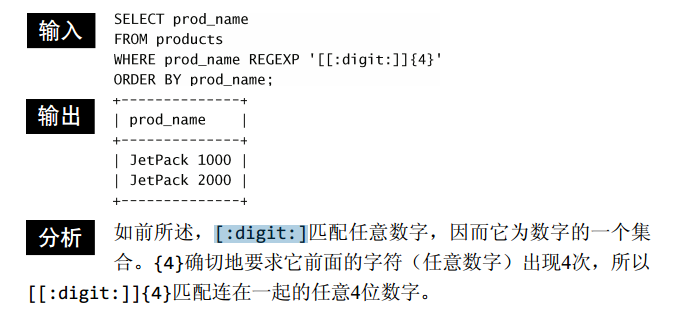 输入
SELECT prod_name
FROM products
WHERE prod_name REGEXP '[[:digit:]]{4}'
ORDER BY prod_name;
输出
+--------------+
| prod_name    |
+--------------+
| JetPack 1000 |
| JetPack 2000 |
+--------------+
分析
如前所述，[:digit:]匹配任意数字，因而它为数字的一个集
合。{4}确切地要求它前面的字符（任意数字）出现4次，所以
[[:digit:]]{4}匹配连在一起的任意4位数字。